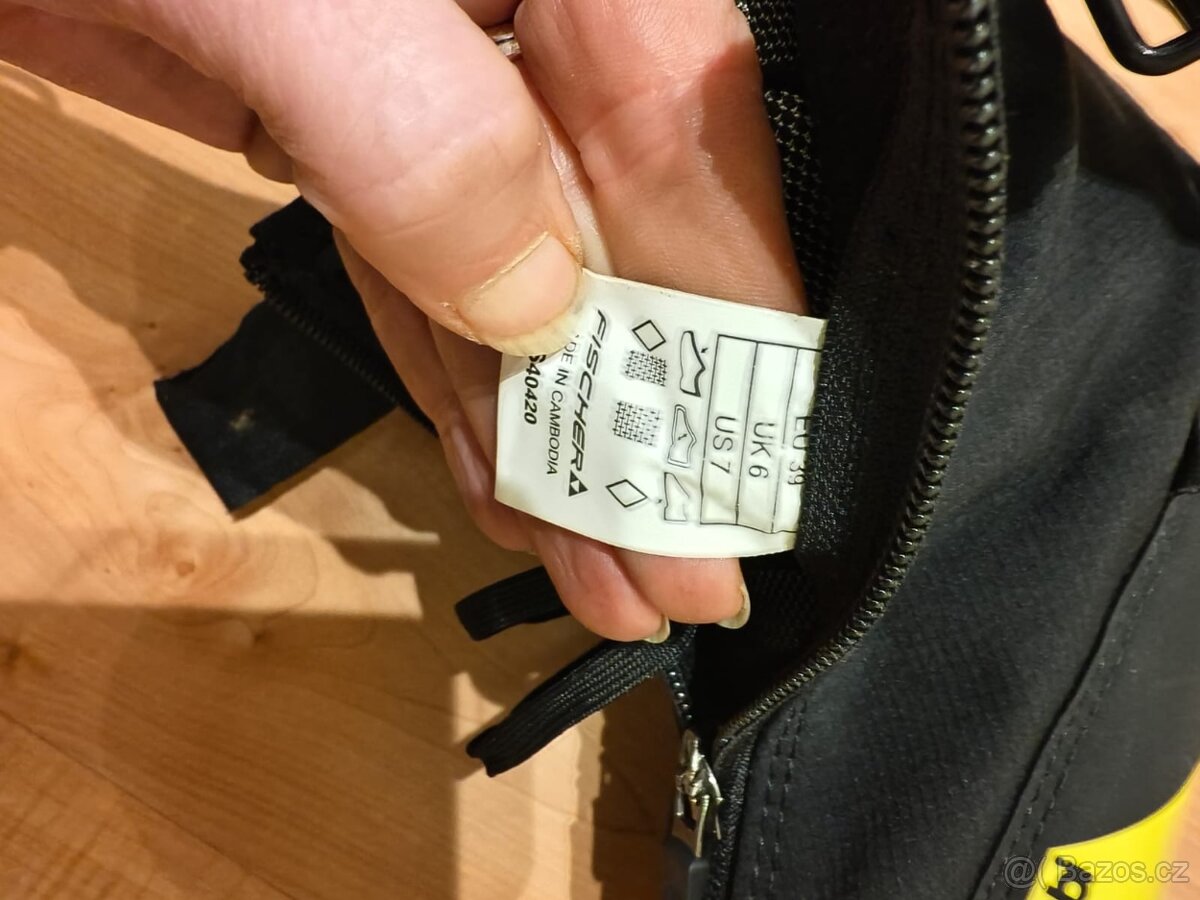 EU 39
UK 6
US 7
FISCHER
MADE IN CAMBODIA
S40420
b
@ Bazos.cz